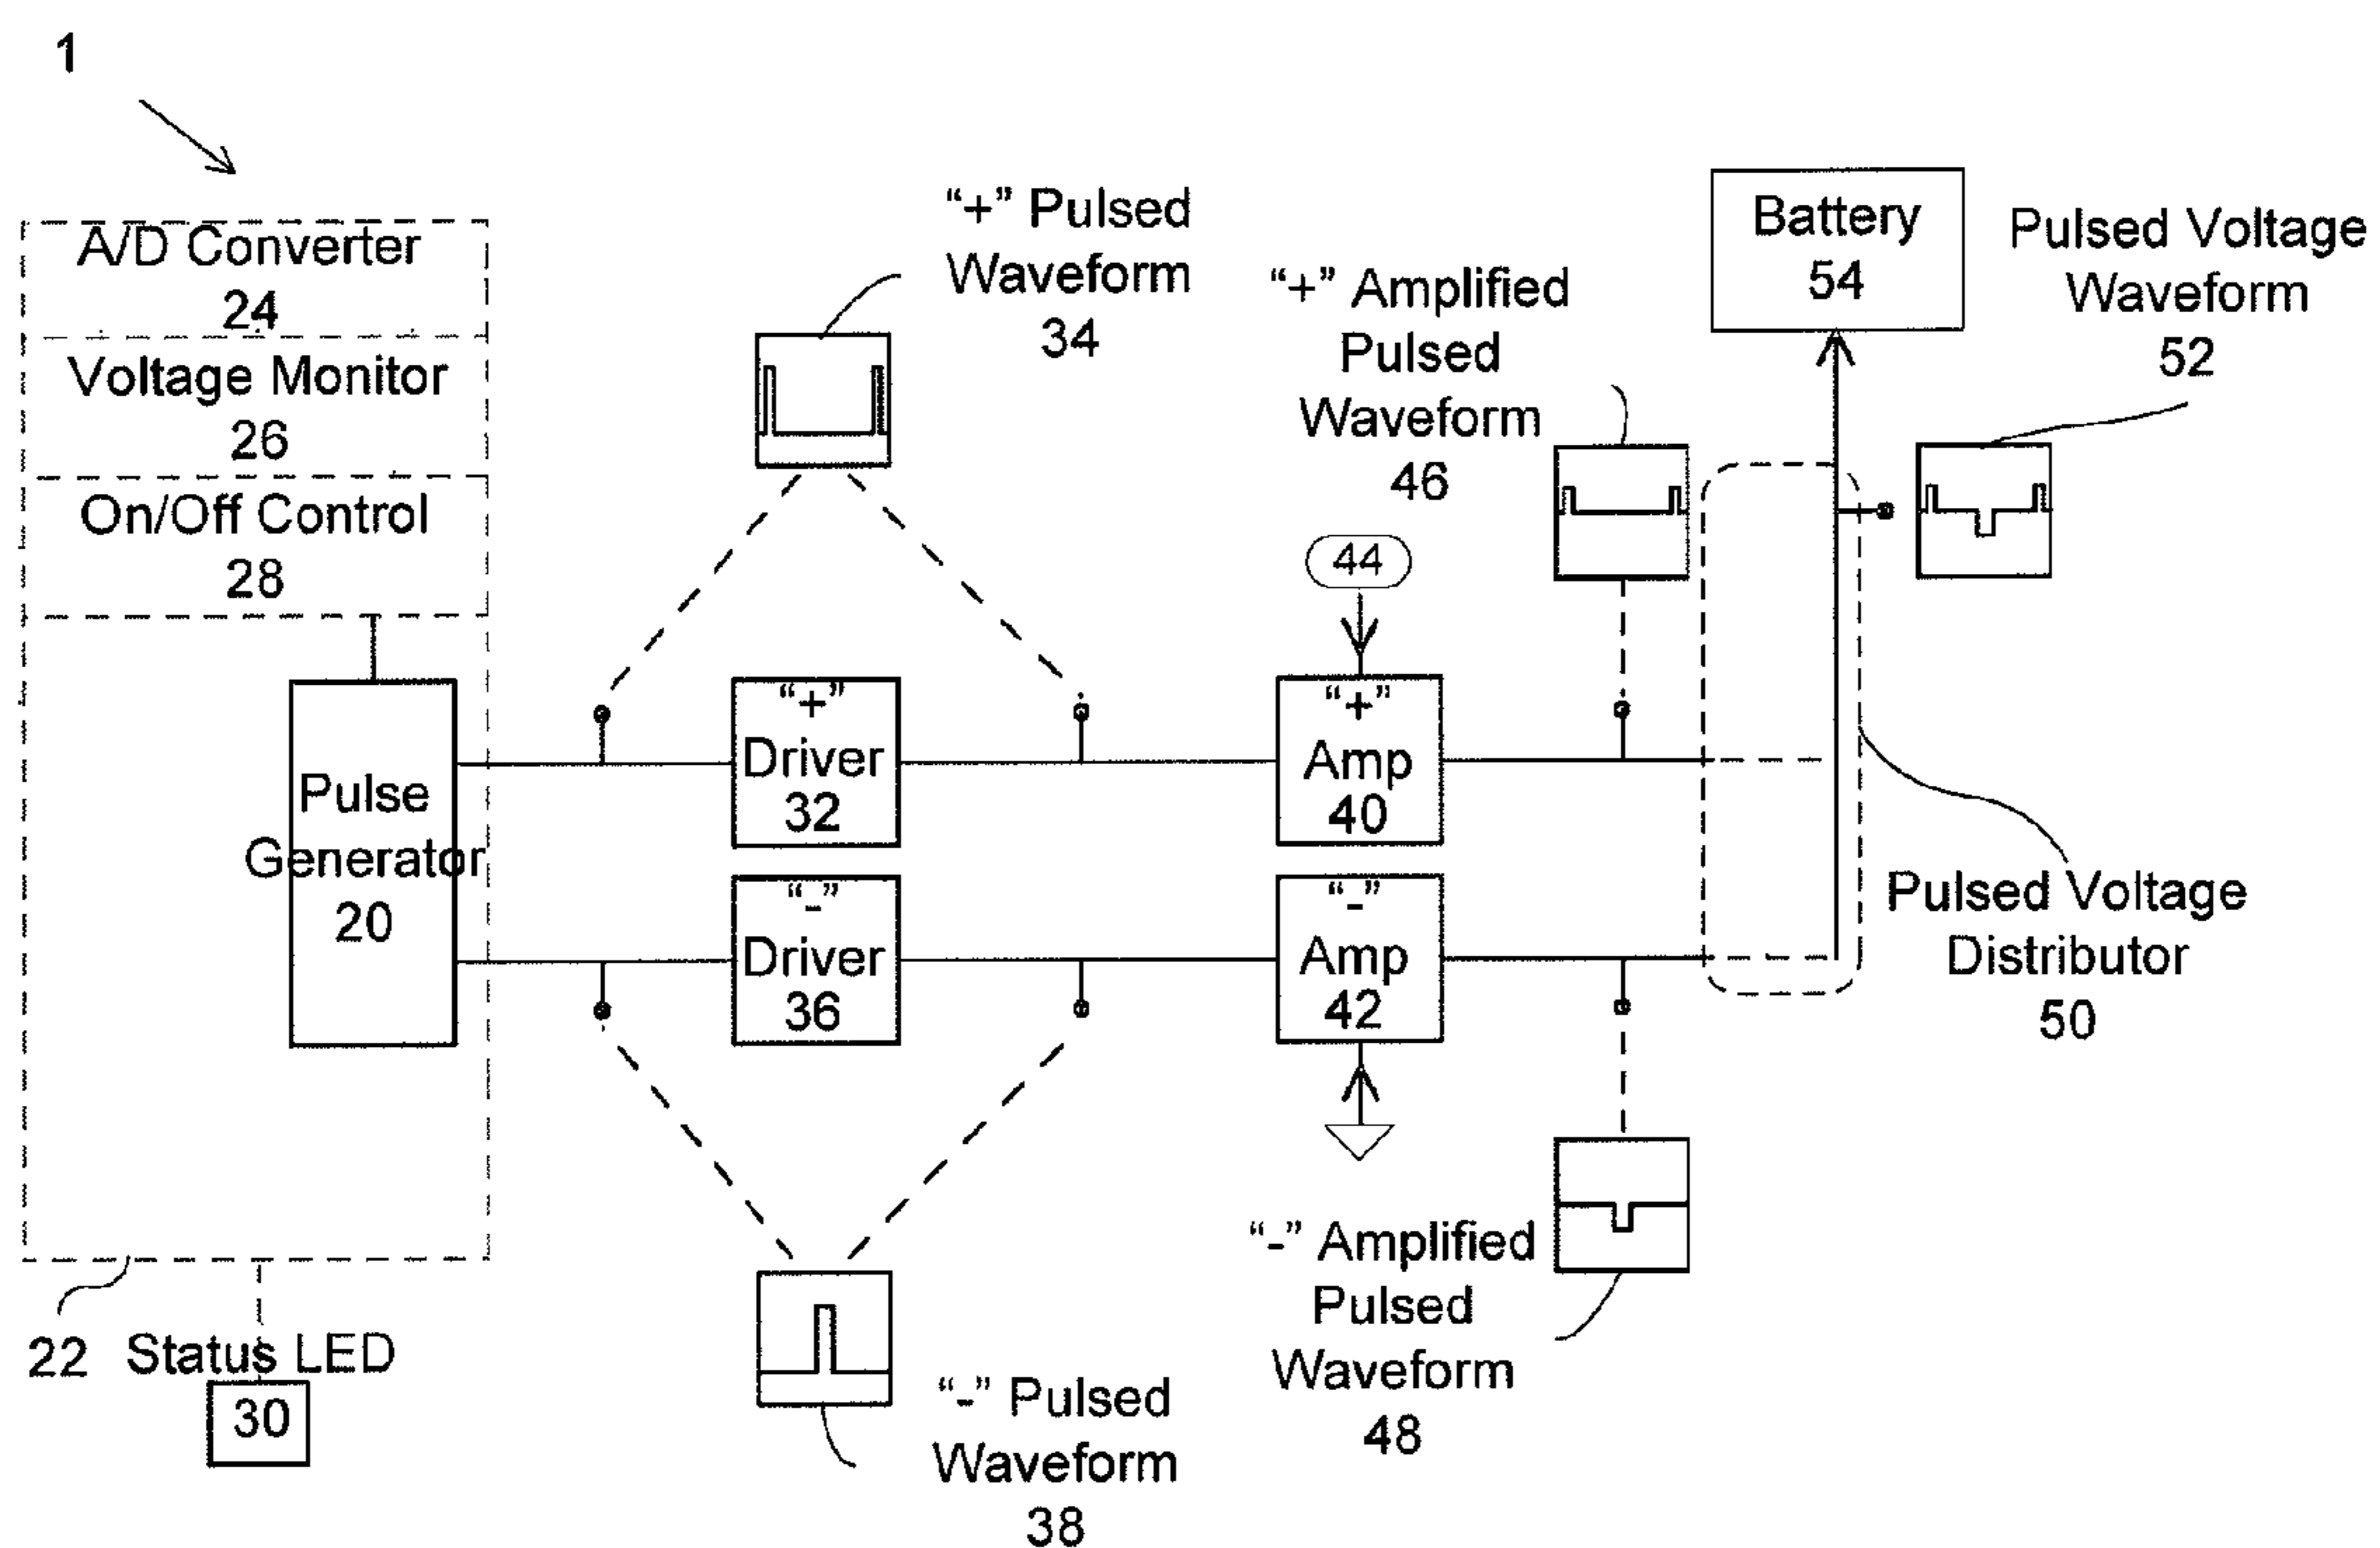 1
A/D Converter
24
Voltage Monitor
26
On/Off Control
28
Pulse
Generator
20
22
Status LED
30
“+” Pulsed
Waveform
34
“+”
Driver
32
“-”
Driver
36
“-” Pulsed
Waveform
38
“+” Amplified
Pulsed
Waveform
46
44
“+”
Amp
40
“-”
Amp
42
“-” Amplified
Pulsed
Waveform
48
Battery
54
Pulsed Voltage
Waveform
52
Pulsed Voltage
Distributor
50